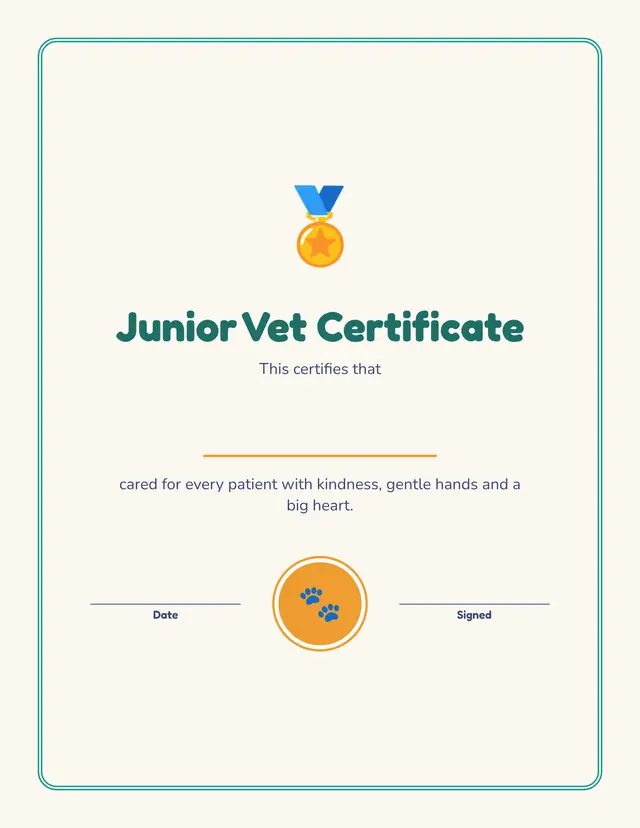 Junior Vet Certificate
This certifies that
cared for every patient with kindness, gentle hands and a
big heart.
Date
Signed